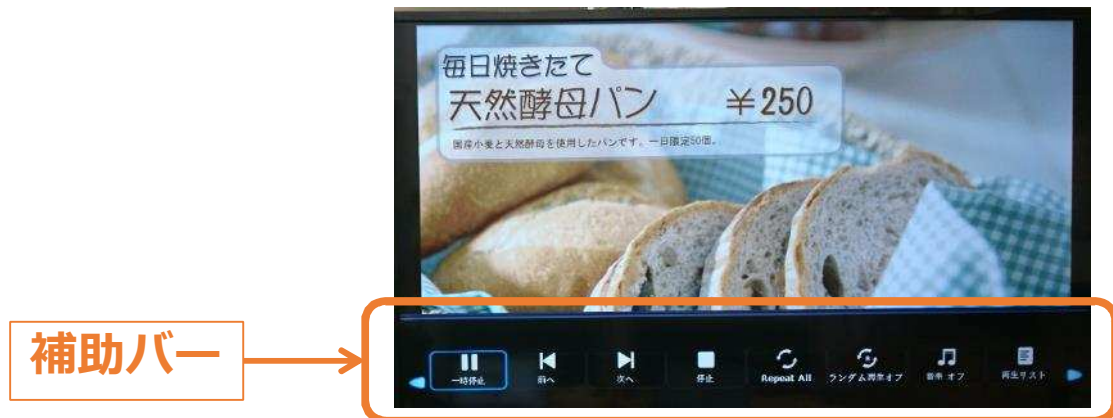 毎日焼きたて
天然酵母パン ¥250
国産小麦と天然酵母を使用したパンです。一日限定50個。
補助バー
一時停止 前へ 次へ 停止 Repeat All ランダム再生オフ 音楽 オフ 再生リスト